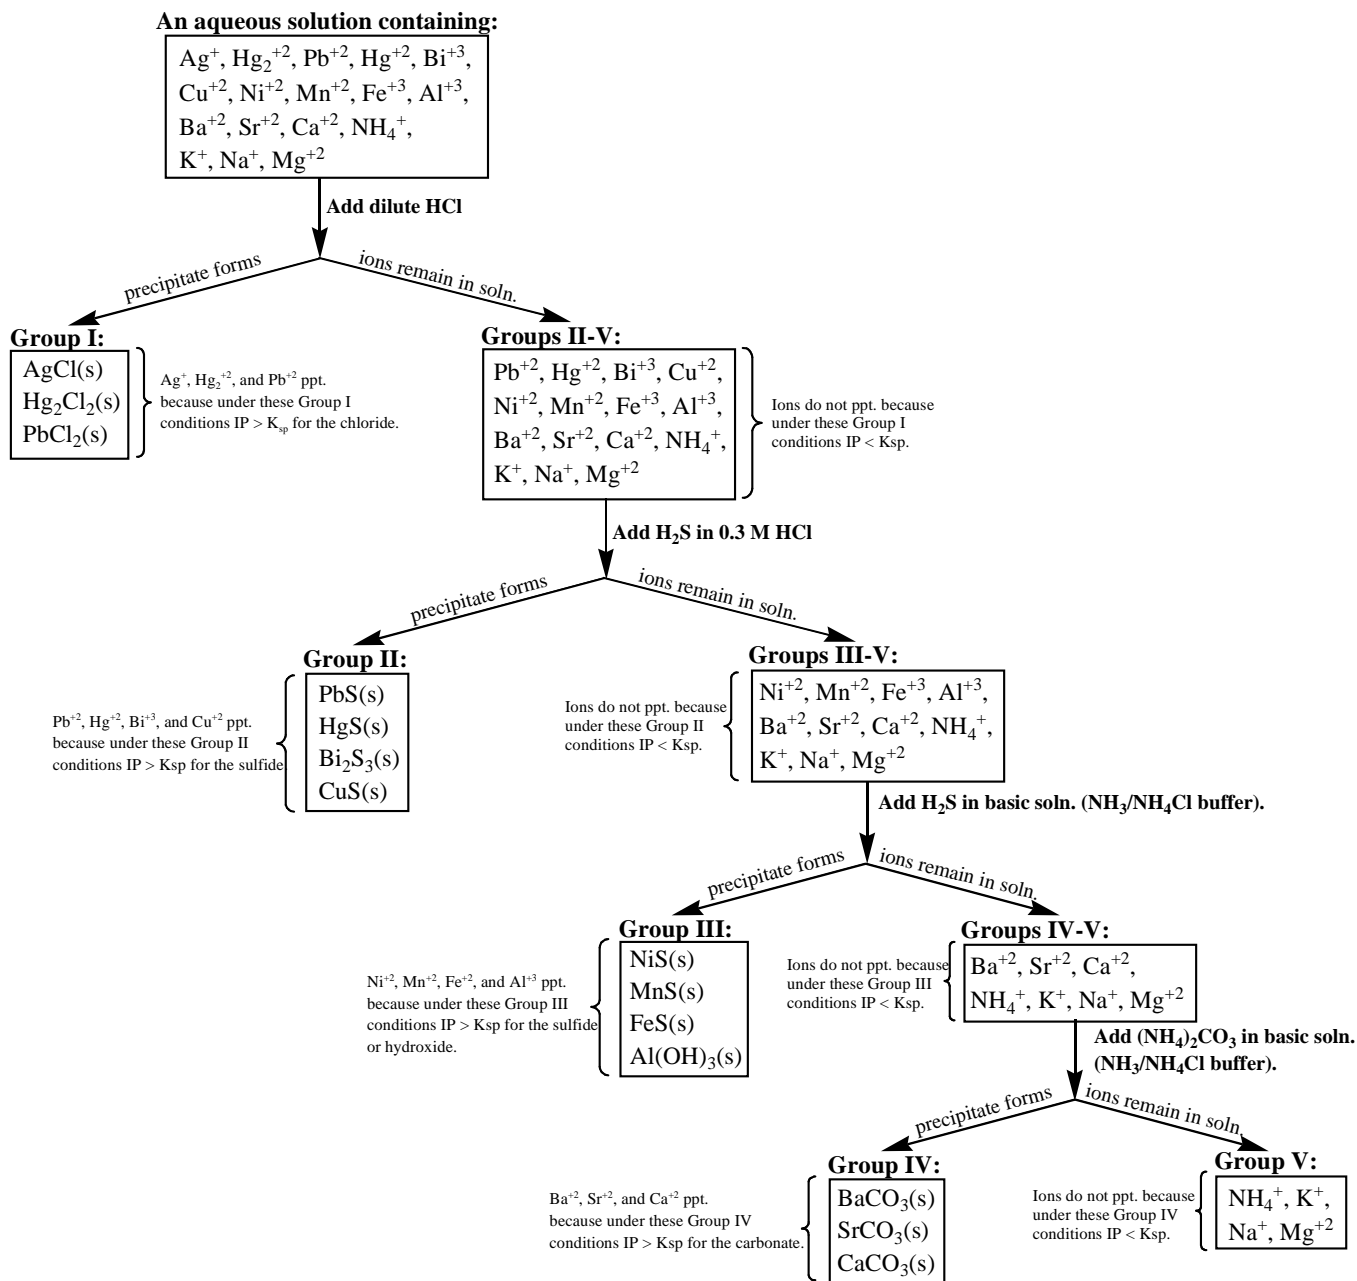 An aqueous solution containing:
Ag⁺, Hg₂⁺², Pb⁺², Hg⁺², Bi⁺³,
Cu⁺², Ni⁺², Mn⁺², Fe⁺³, Al⁺³,
Ba⁺², Sr⁺², Ca⁺², NH₄⁺,
K⁺, Na⁺, Mg⁺²
Add dilute HCl
precipitate forms
ions remain in soln.
Group I:
AgCl(s)
Hg₂Cl₂(s)
PbCl₂(s)
Ag⁺, Hg₂⁺², and Pb⁺² ppt.
because under these Group I
conditions IP > Kₛₚ for the chloride.
Groups II-V:
Pb⁺², Hg⁺², Bi⁺³, Cu⁺²,
Ni⁺², Mn⁺², Fe⁺³, Al⁺³,
Ba⁺², Sr⁺², Ca⁺², NH₄⁺,
K⁺, Na⁺, Mg⁺²
Ions do not ppt. because
under these Group I
conditions IP < Ksp.
Add H₂S in 0.3 M HCl
precipitate forms
ions remain in soln.
Group II:
PbS(s)
HgS(s)
Bi₂S₃(s)
CuS(s)
Pb⁺², Hg⁺², Bi⁺³, and Cu⁺² ppt.
because under these Group II
conditions IP > Ksp for the sulfide
Groups III-V:
Ni⁺², Mn⁺², Fe⁺³, Al⁺³,
Ba⁺², Sr⁺², Ca⁺², NH₄⁺,
K⁺, Na⁺, Mg⁺²
Ions do not ppt. because
under these Group II
conditions IP < Ksp.
Add H₂S in basic soln. (NH₃/NH₄Cl buffer).
precipitate forms
ions remain in soln.
Group III:
NiS(s)
MnS(s)
FeS(s)
Al(OH)₃(s)
Ni⁺², Mn⁺², Fe⁺², and Al⁺³ ppt.
because under these Group III
conditions IP > Ksp for the sulfide
or hydroxide.
Groups IV-V:
Ba⁺², Sr⁺², Ca⁺²,
NH₄⁺, K⁺, Na⁺, Mg⁺²
Ions do not ppt. because
under these Group III
conditions IP < Ksp.
Add (NH₄)₂CO₃ in basic soln.
(NH₃/NH₄Cl buffer).
precipitate forms
ions remain in soln.
Group IV:
BaCO₃(s)
SrCO₃(s)
CaCO₃(s)
Ba⁺², Sr⁺², and Ca⁺² ppt.
because under these Group IV
conditions IP > Ksp for the carbonate.
Group V:
NH₄⁺, K⁺,
Na⁺, Mg⁺²
Ions do not ppt. because
under these Group IV
conditions IP < Ksp.